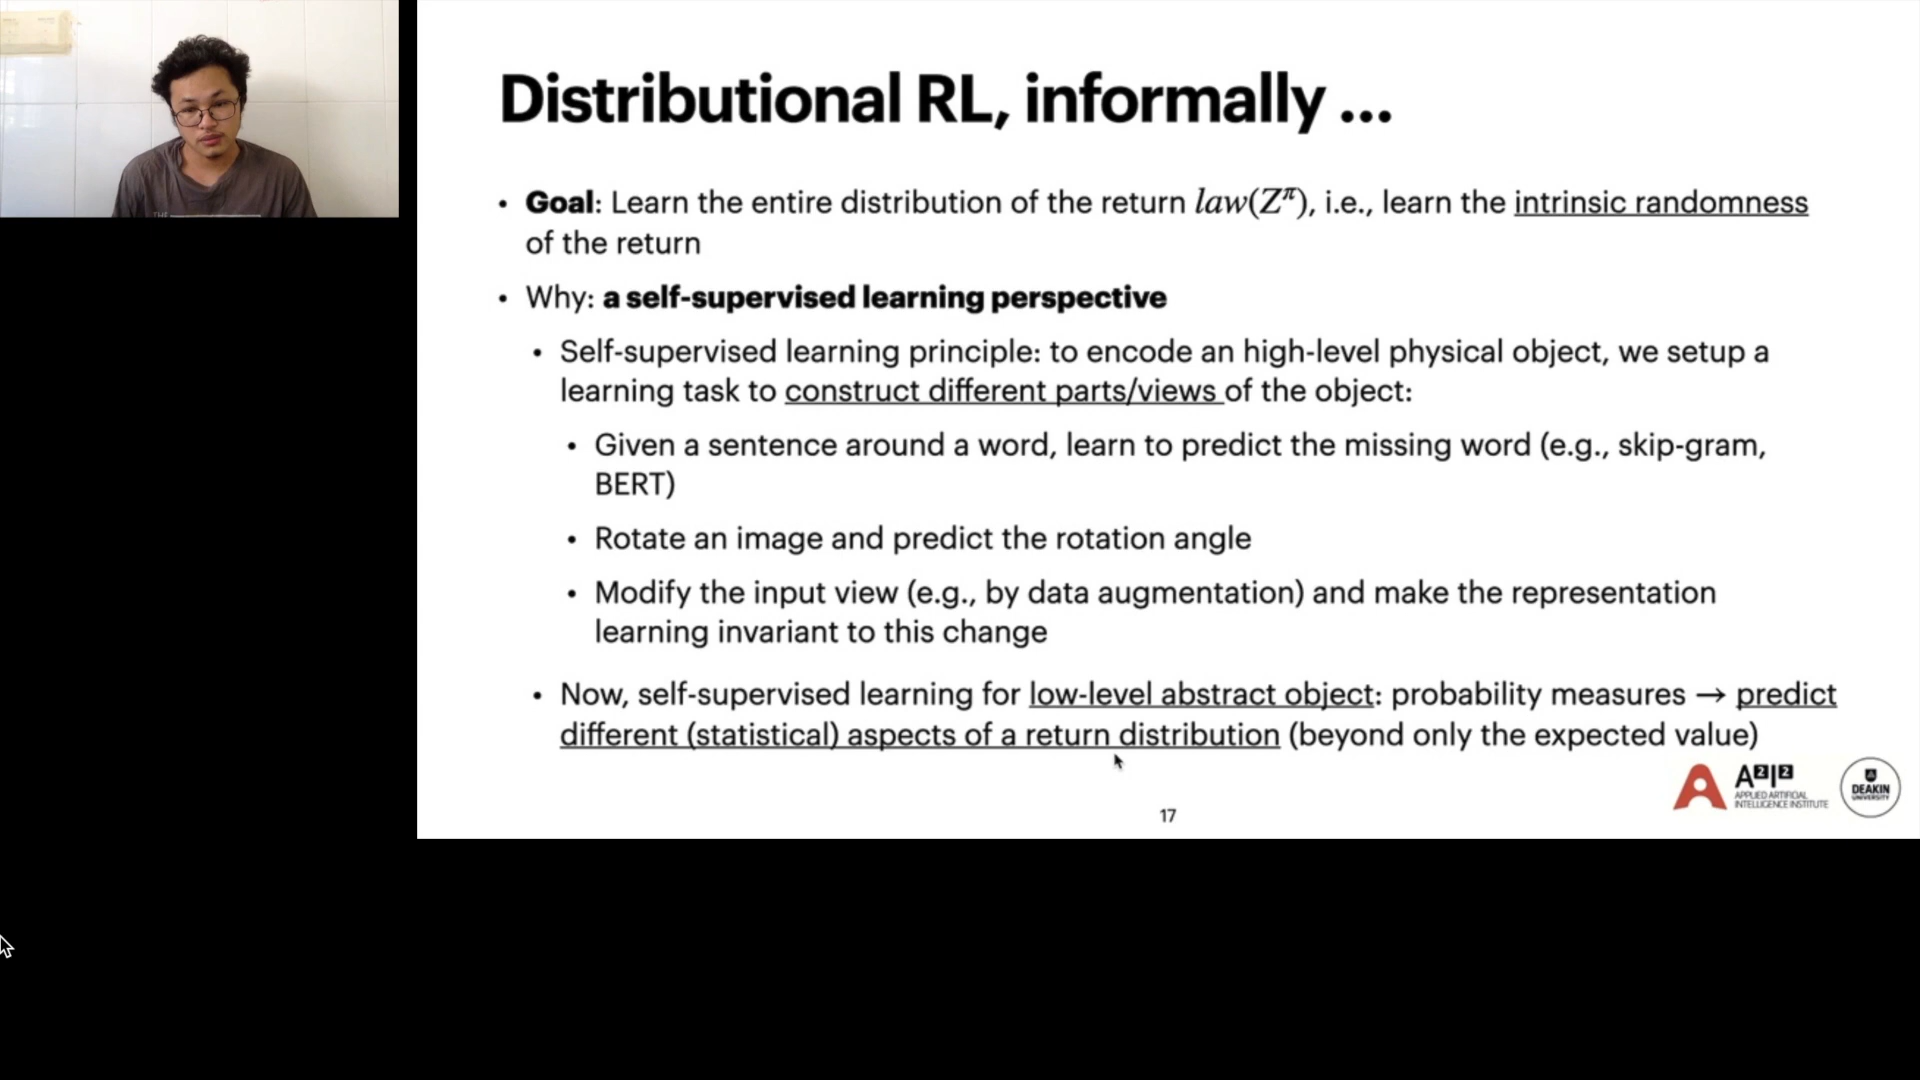 Distributional RL, informally ...
• Goal: Learn the entire distribution of the return law(Z^π), i.e., learn the intrinsic randomness
of the return
• Why: a self-supervised learning perspective
• Self-supervised learning principle: to encode an high-level physical object, we setup a
learning task to construct different parts/views of the object:
• Given a sentence around a word, learn to predict the missing word (e.g., skip-gram,
BERT)
• Rotate an image and predict the rotation angle
• Modify the input view (e.g., by data augmentation) and make the representation
learning invariant to this change
• Now, self-supervised learning for low-level abstract object: probability measures → predict
different (statistical) aspects of a return distribution (beyond only the expected value)
A2I2
APPLIED ARTIFICIAL
INTELLIGENCE INSTITUTE
DEAKIN
UNIVERSITY
17
THE